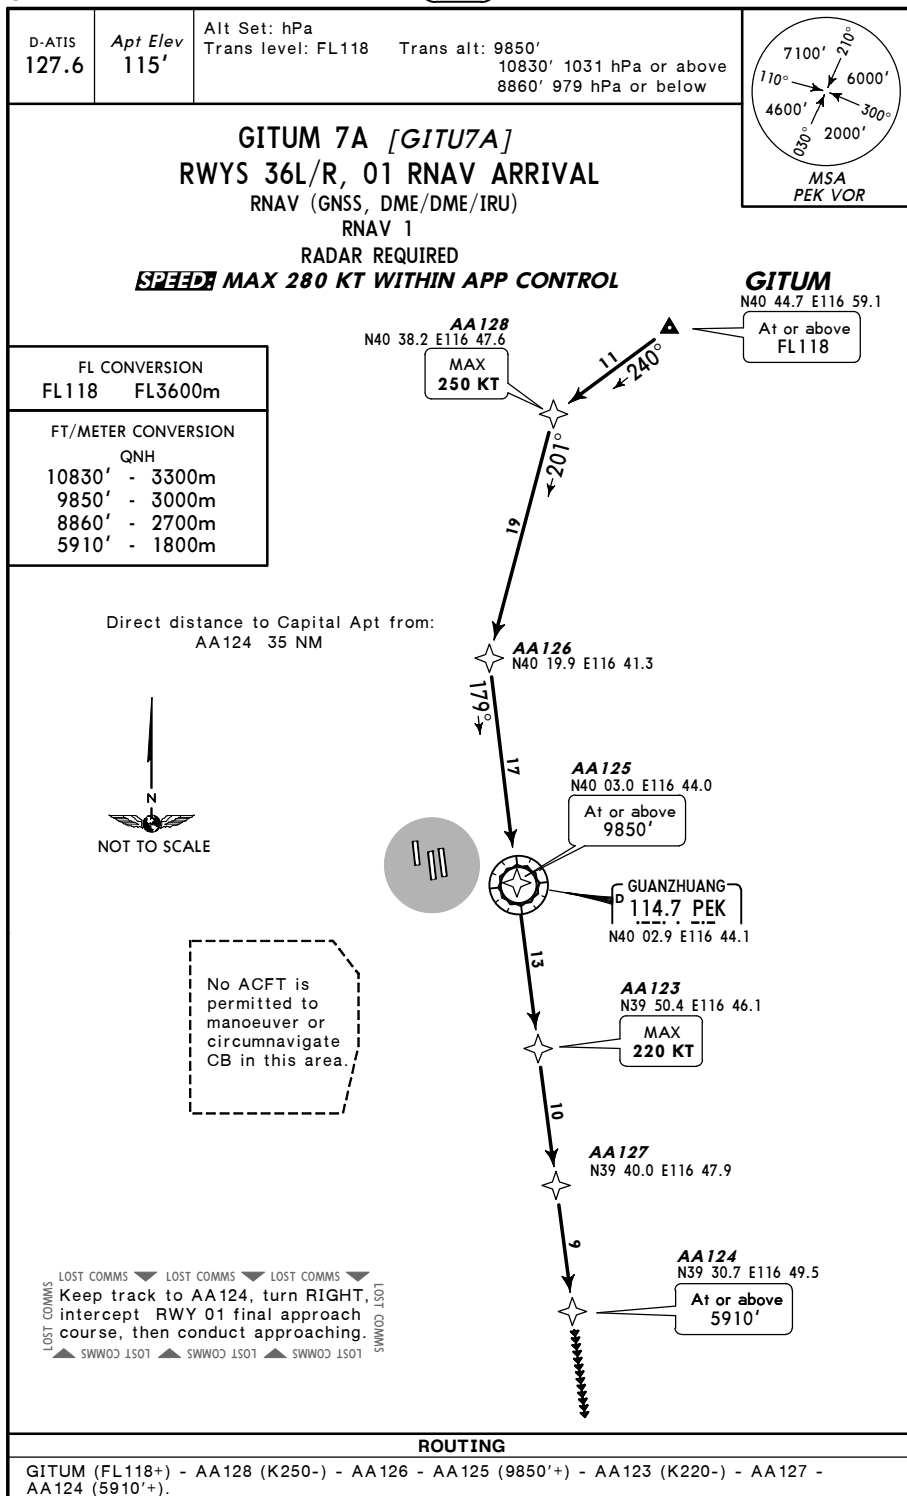 D-ATIS
127.6
Apt Elev
115'
Alt Set: hPa
Trans level: FL118 Trans alt: 9850'
10830' 1031 hPa or above
8860' 979 hPa or below
7100'
210°
110°
6000'
4600'
300°
030°
2000'
MSA
PEK VOR
GITUM 7A [GITU7A]
RWYS 36L/R, 01 RNAV ARRIVAL
RNAV (GNSS, DME/DME/IRU)
RNAV 1
RADAR REQUIRED
SPEED: MAX 280 KT WITHIN APP CONTROL
GITUM
N40 44.7 E116 59.1
At or above
FL118
AA128
N40 38.2 E116 47.6
MAX
250 KT
11
240°
FL CONVERSION
FL118 FL3600m
FT/METER CONVERSION
QNH
10830' - 3300m
9850' - 3000m
8860' - 2700m
5910' - 1800m
201°
19
Direct distance to Capital Apt from:
AA124 35 NM
AA126
N40 19.9 E116 41.3
179°
17
N
NOT TO SCALE
AA125
N40 03.0 E116 44.0
At or above
9850'
GUANZHUANG
D 114.7 PEK
N40 02.9 E116 44.1
13
No ACFT is
permitted to
manoeuver or
circumnavigate
CB in this area.
AA123
N39 50.4 E116 46.1
MAX
220 KT
10
AA127
N39 40.0 E116 47.9
9
AA124
N39 30.7 E116 49.5
At or above
5910'
LOST COMMS LOST COMMS LOST COMMS
LOST COMMS
Keep track to AA124, turn RIGHT,
intercept RWY 01 final approach
course, then conduct approaching.
LOST COMMS
LOST COMMS LOST COMMS LOST COMMS
ROUTING
GITUM (FL118+) - AA128 (K250-) - AA126 - AA125 (9850'+) - AA123 (K220-) - AA127 -
AA124 (5910'+).